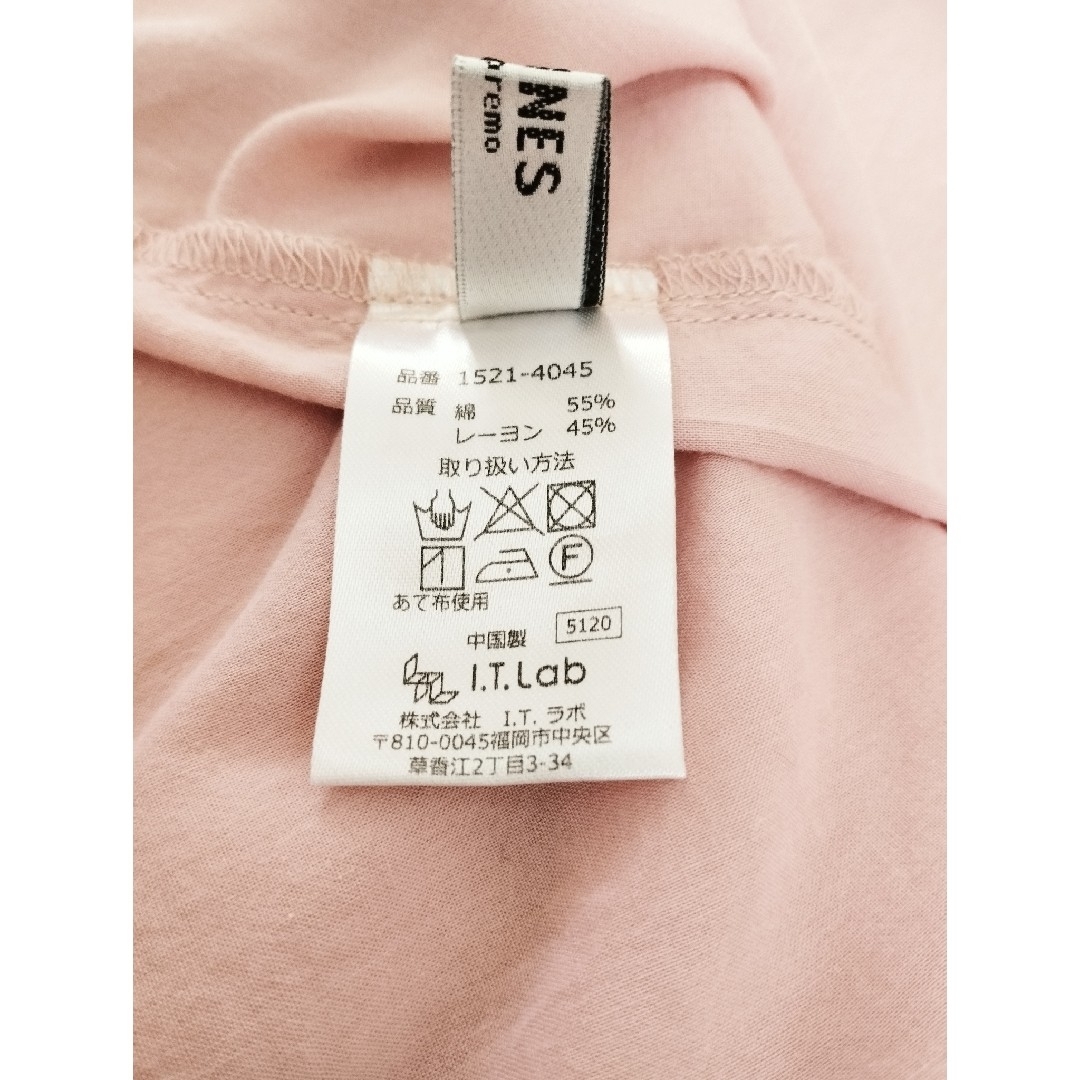 NES
remo
品番 1521-4045
品質 綿 55%
レーヨン 45%
取り扱い方法
F
あて布使用
中国製 5120
I.T.Lab
株式会社 I.T. ラボ
〒810-0045福岡市中央区
草香江2丁目3-34